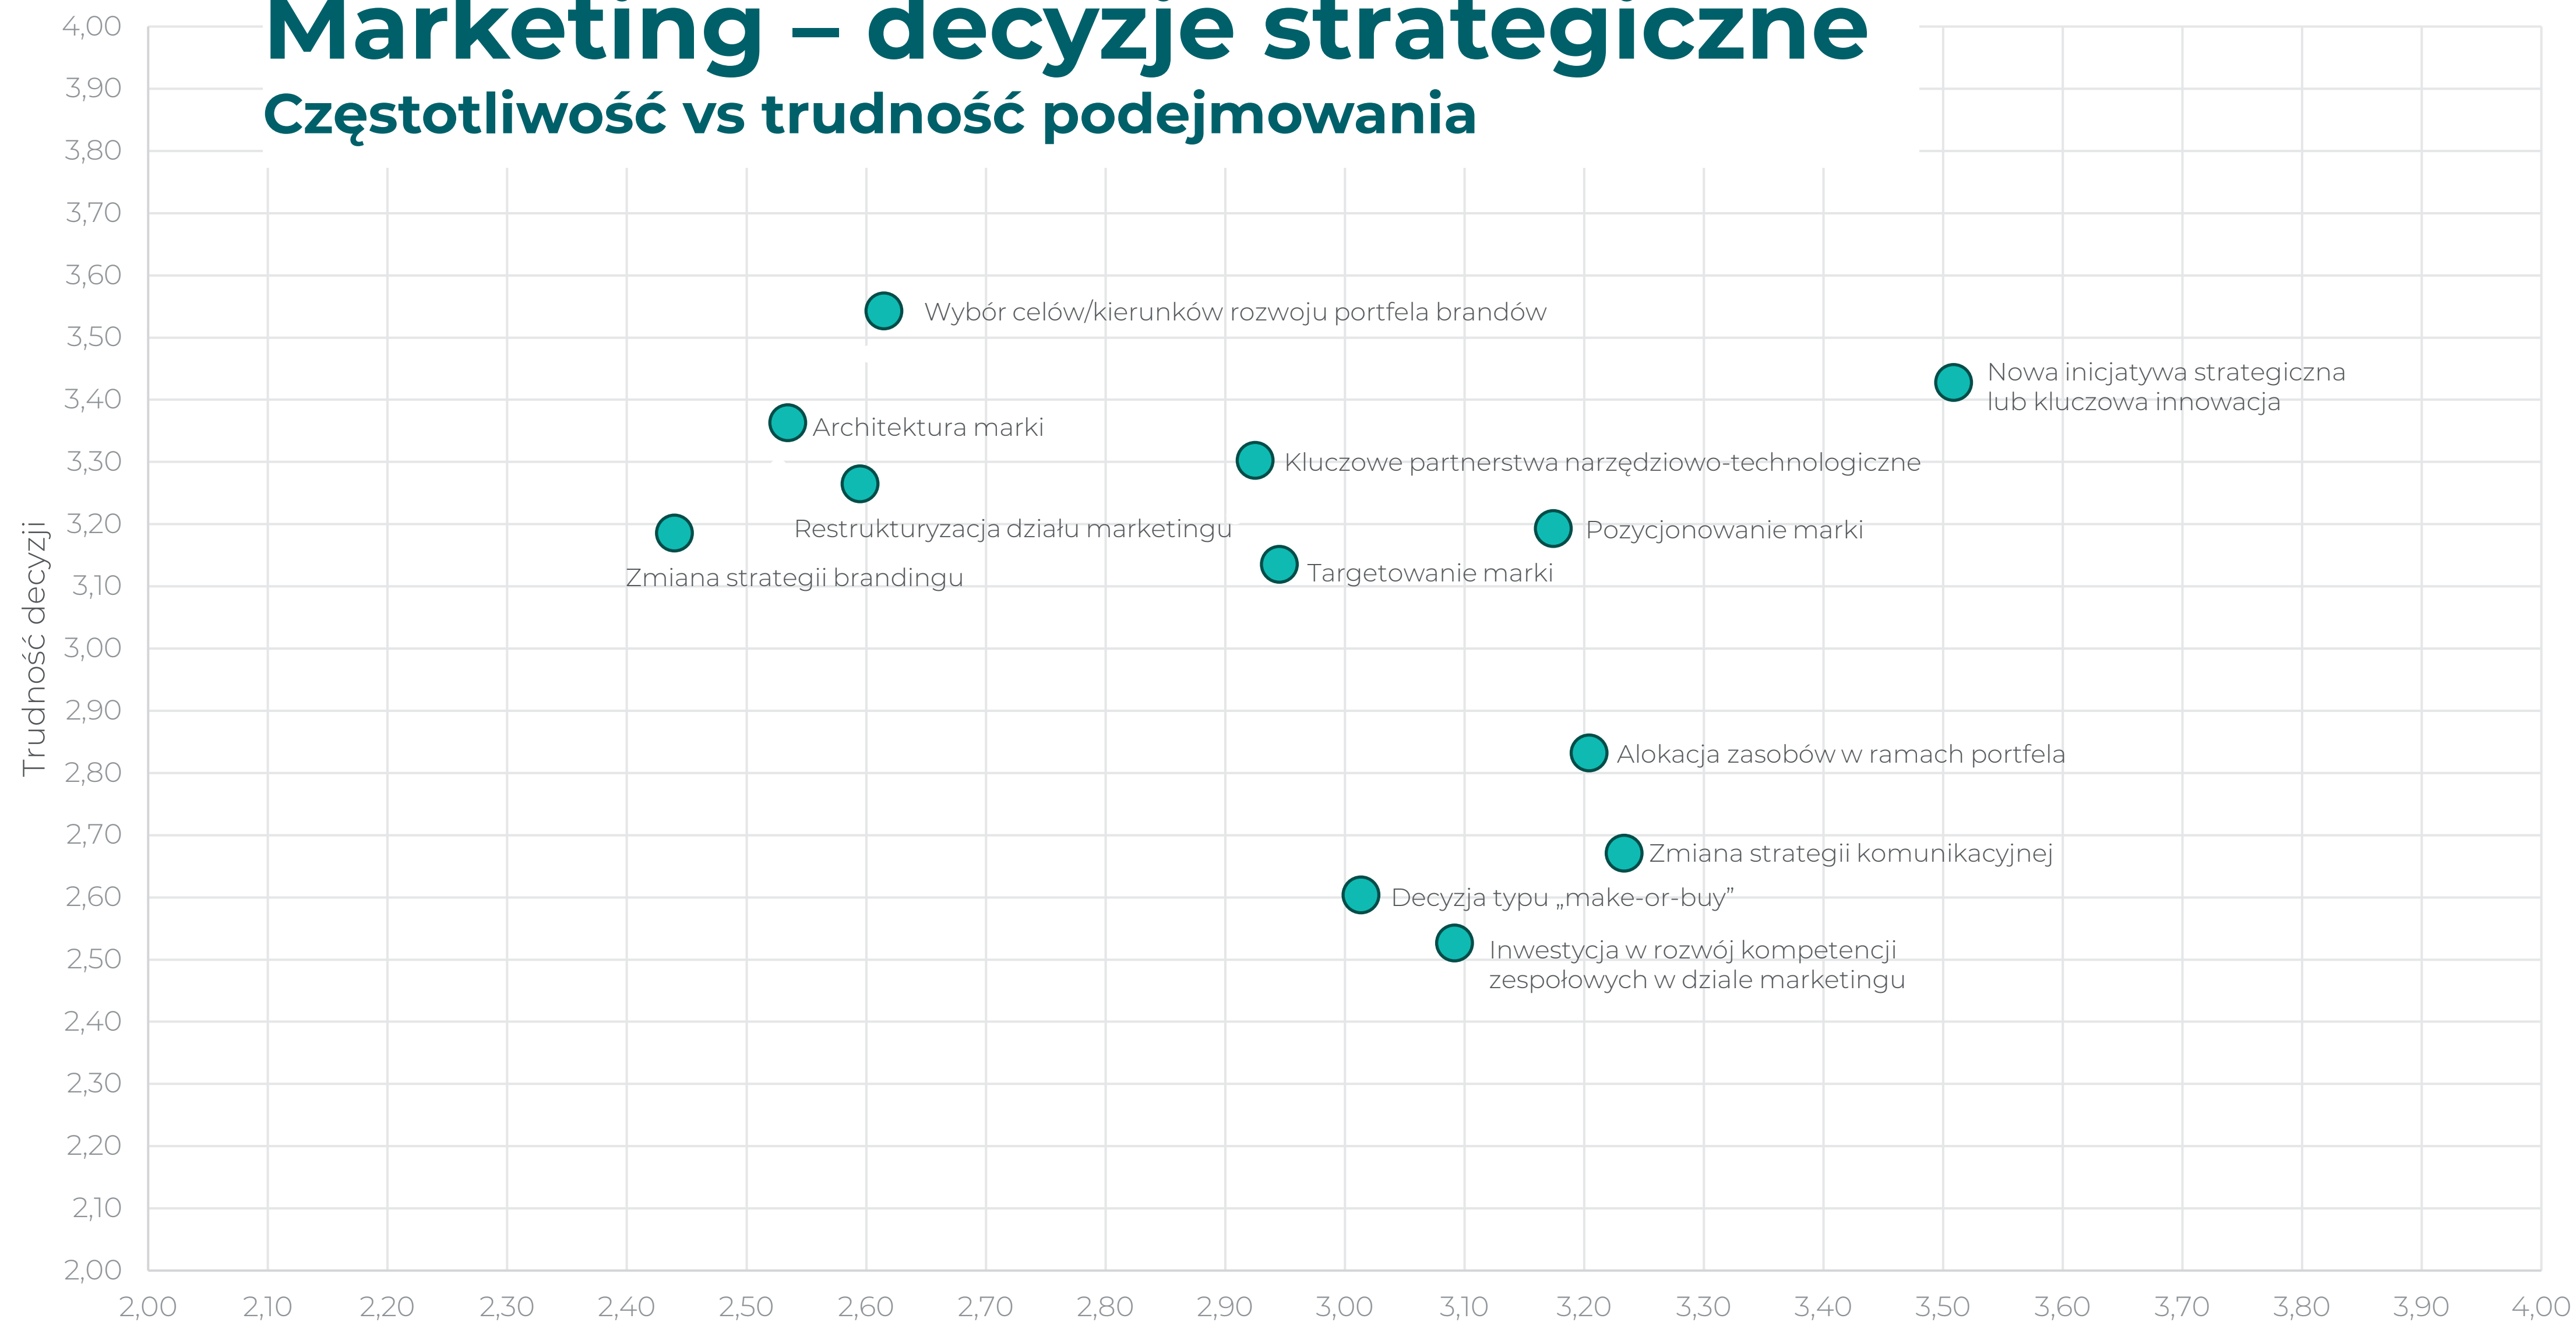 Marketing – decyzje strategiczne
Częstotliwość vs trudność podejmowania
4,00
3,90
3,80
3,70
3,60
3,50
3,40
3,30
3,20
3,10
3,00
2,90
2,80
2,70
2,60
2,50
2,40
2,30
2,20
2,10
2,00
Trudność decyzji
Wybór celów/kierunków rozwoju portfela brandów
Nowa inicjatywa strategiczna
lub kluczowa innowacja
Architektura marki
Kluczowe partnerstwa narzędziowo-technologiczne
Restrukturyzacja działu marketingu
Pozycjonowanie marki
Zmiana strategii brandingu
Targetowanie marki
Alokacja zasobów w ramach portfela
Zmiana strategii komunikacyjnej
Decyzja typu „make-or-buy”
Inwestycja w rozwój kompetencji
zespołowych w dziale marketingu
2,00 2,10 2,20 2,30 2,40 2,50 2,60 2,70 2,80 2,90 3,00 3,10 3,20 3,30 3,40 3,50 3,60 3,70 3,80 3,90 4,00